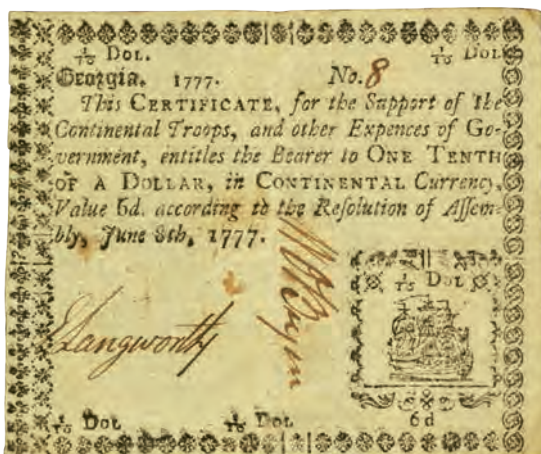 1/10 Dol. 1/10 Dol.
Georgia. 1777. No. 8
This CERTIFICATE, for the Support of the
Continental Troops, and other Expences of Go-
vernment, entitles the Bearer to ONE TENTH
OF A DOLLAR, in CONTINENTAL Currency,
Value 6d. according to the Reſolution of Aſſem-
bly, June 8th, 1777.
1/10 Dol
E Langworthy
1/10 Dol 1/10 Dol. 6d